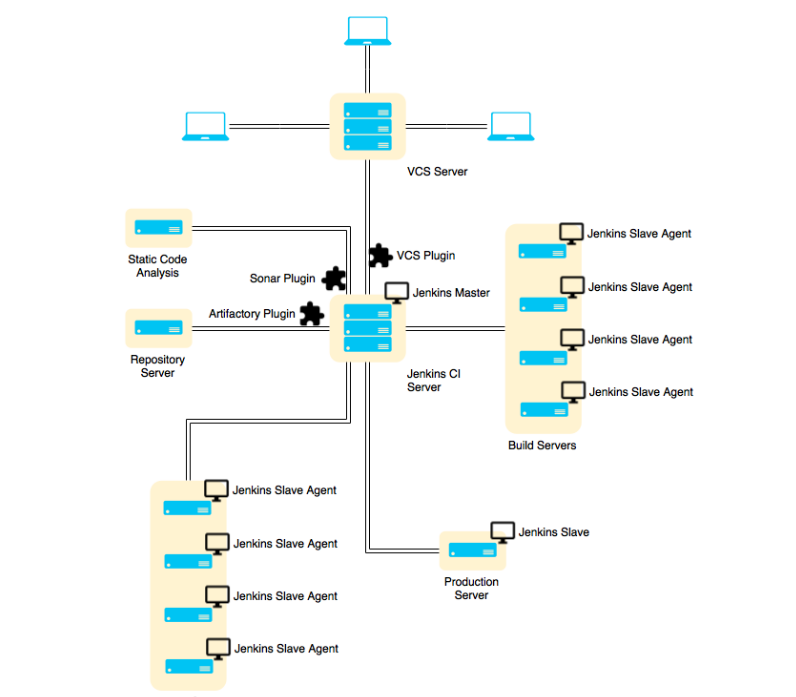 VCS Server
Jenkins Slave Agent
Static Code
Analysis
VCS Plugin
Sonar Plugin
Jenkins Slave Agent
Jenkins Master
Artifactory Plugin
Jenkins Slave Agent
Repository
Server
Jenkins CI
Server
Jenkins Slave Agent
Build Servers
Jenkins Slave Agent
Jenkins Slave
Jenkins Slave Agent
Production
Server
Jenkins Slave Agent
Jenkins Slave Agent